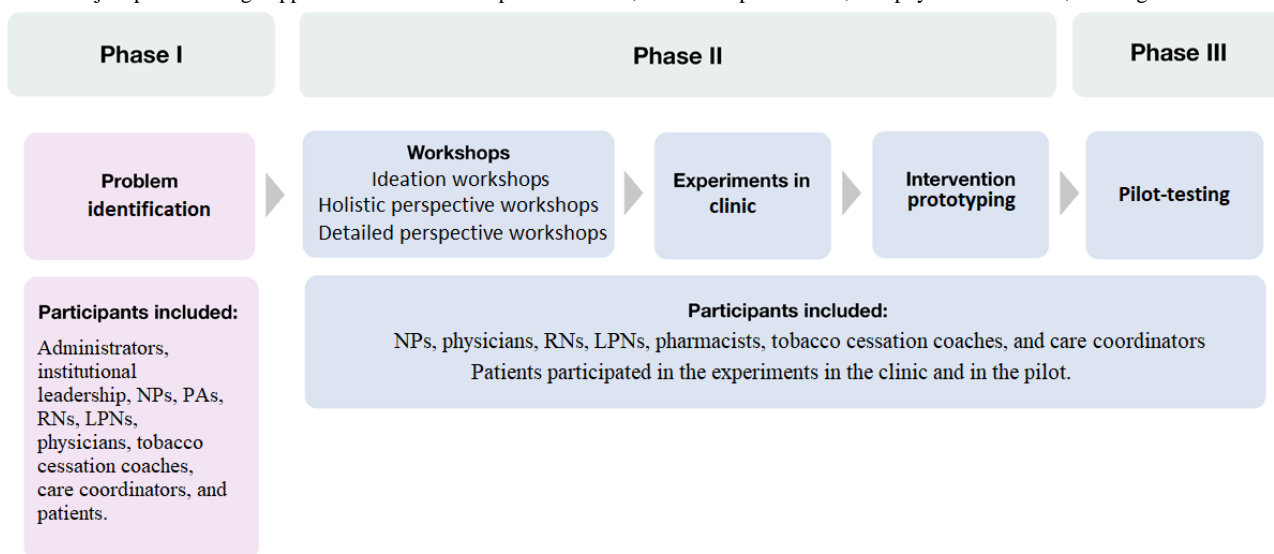 Phase I
Phase II
Phase III
Problem
identification
Workshops
Ideation workshops
Holistic perspective workshops
Detailed perspective workshops
Experiments in
clinic
Intervention
prototyping
Pilot-testing
Participants included:
Administrators,
institutional
leadership, NPs, PAs,
RNs, LPNs,
physicians, tobacco
cessation coaches,
care coordinators, and
patients.
Participants included:
NPs, physicians, RNs, LPNs, pharmacists, tobacco cessation coaches, and care coordinators
Patients participated in the experiments in the clinic and in the pilot.